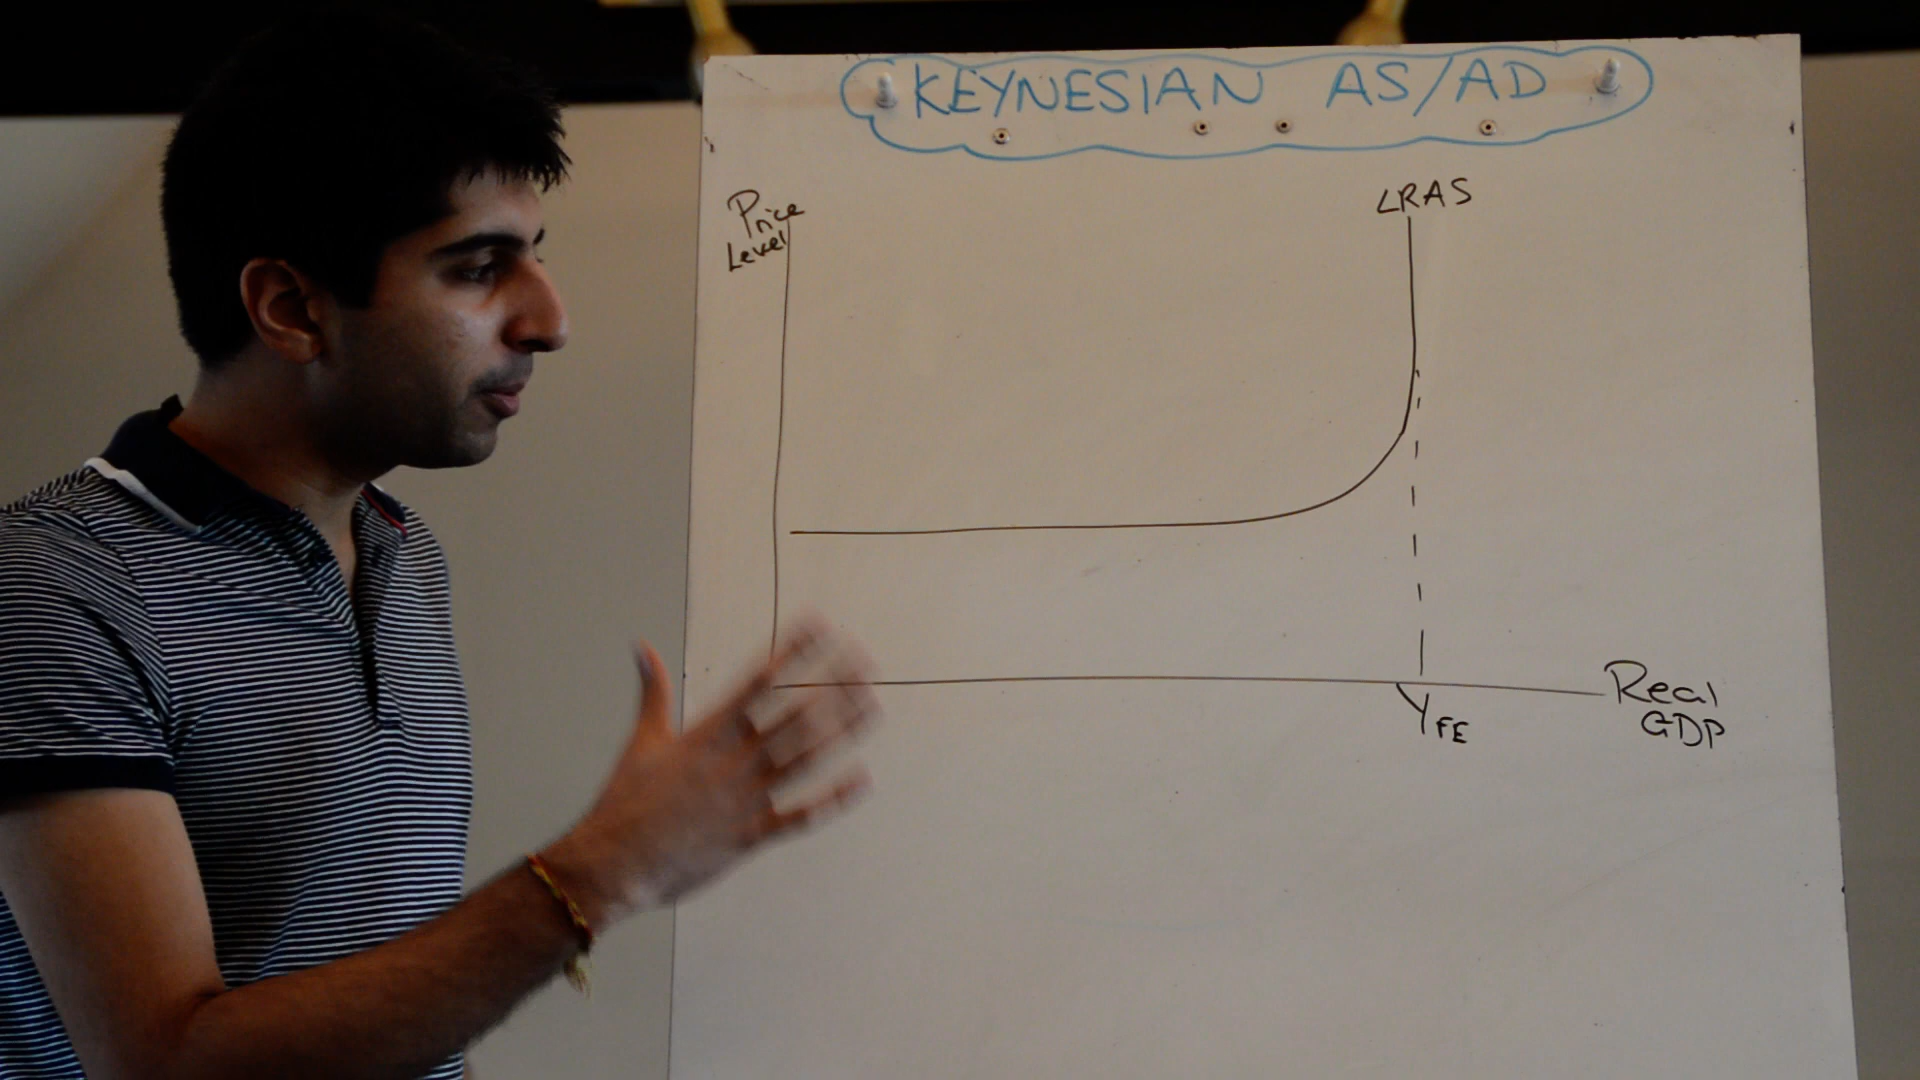 KEYNESIAN AS/AD
Price
Level
LRAS
Real
GDP
YFE